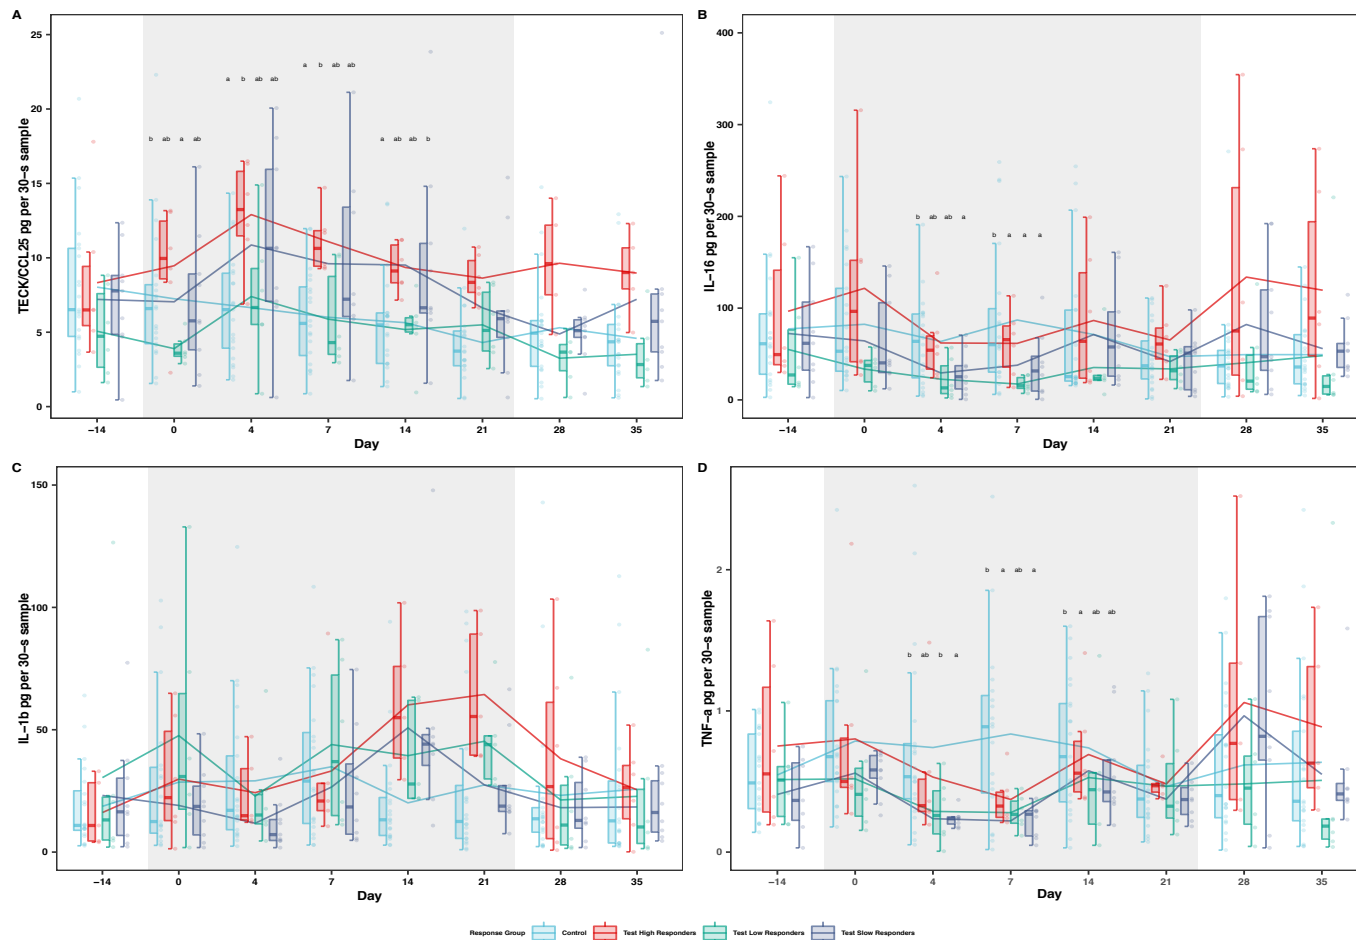 A
TECK/CCL25 pg per 30−s sample
25
20
15
10
5
0
a b ab ab
a b ab ab
b ab a ab
a ab ab b
−14 0 4 7 14 21 28 35
Day
B
IL−16 pg per 30−s sample
400
300
200
100
0
b ab ab a
b a a a
−14 0 4 7 14 21 28 35
Day
C
IL−1b pg per 30−s sample
150
100
50
0
−14 0 4 7 14 21 28 35
Day
D
TNF−a pg per 30−s sample
2
1
0
b a ab a
b a ab ab
b ab b a
−14 0 4 7 14 21 28 35
Day
Response Group Control Test High Responders Test Low Responders Test Slow Responders